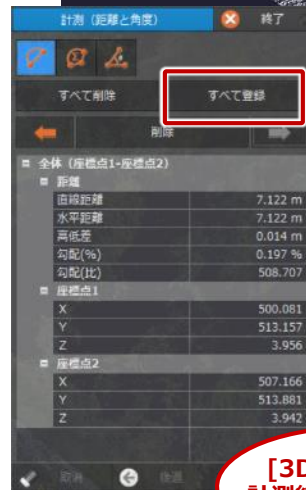 計測（距離と角度）
終了
すべて削除
すべて登録
削除
全体（座標点1-座標点2）
距離
直線距離 7.122 m
水平距離 7.122 m
高低差 0.014 m
勾配(%) 0.197 %
勾配(比) 508.707
座標点1
X 500.081
Y 513.157
Z 3.956
座標点2
X 507.166
Y 513.881
Z 3.942
取消
後退
[3D